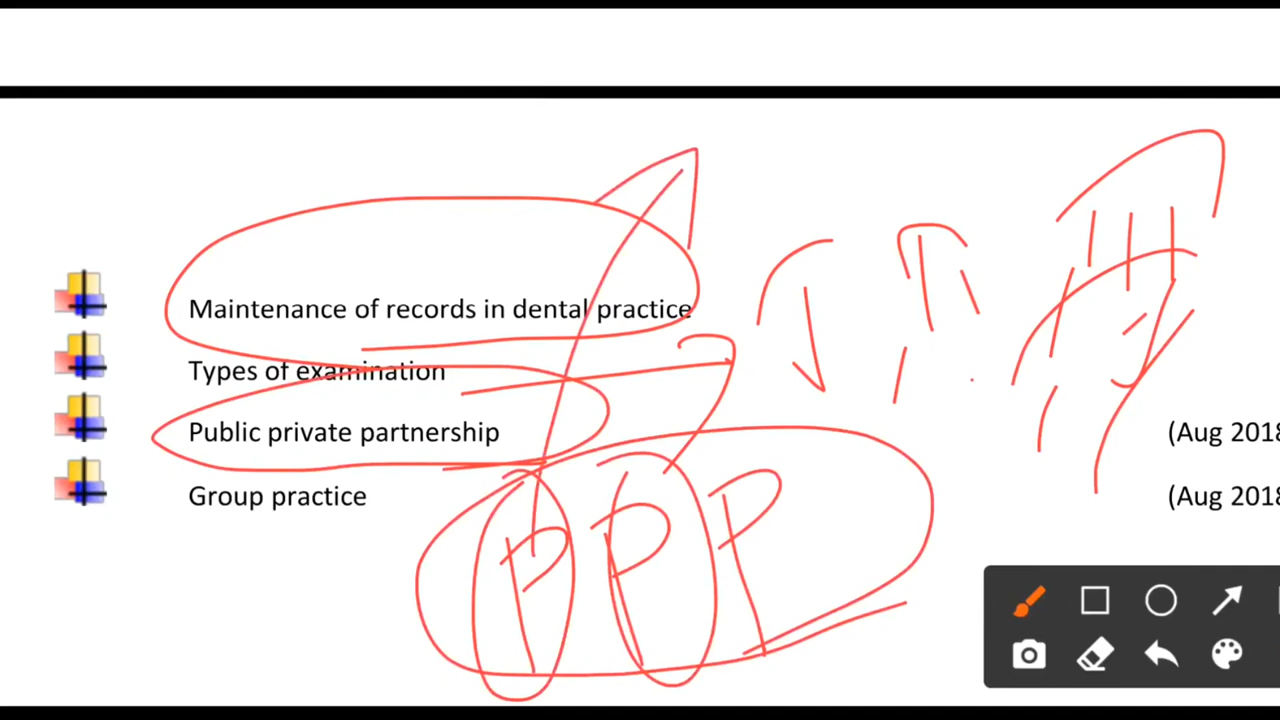 Maintenance of records in dental practice
Types of examination
Public private partnership
(Aug 2018
Group practice
(Aug 2018
PPP